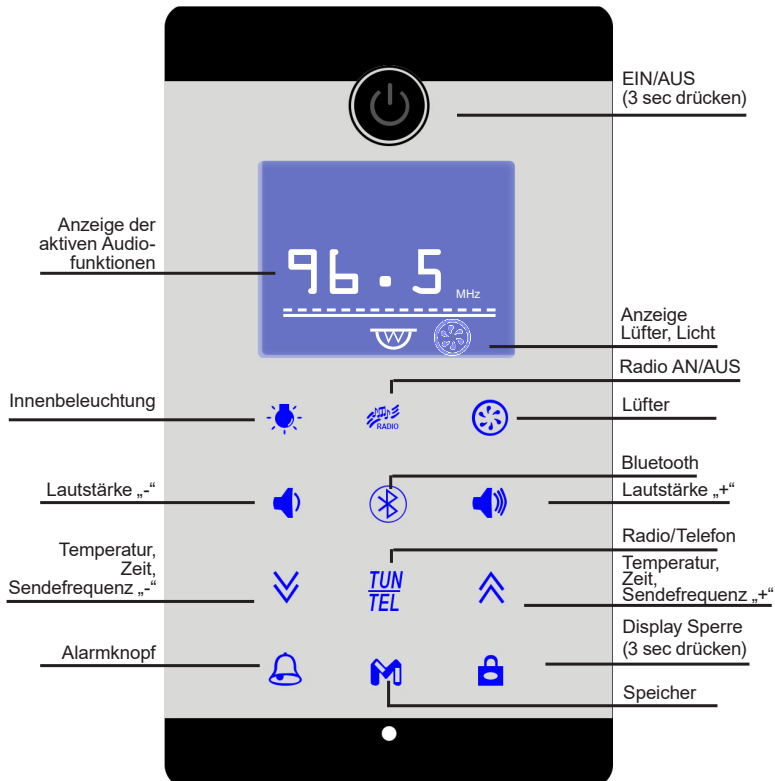 EIN/AUS
(3 sec drücken)
Anzeige der
aktiven Audio-
funktionen
96.5
MHz
Anzeige
Lüfter, Licht
Radio AN/AUS
Innenbeleuchtung
RADIO
Lüfter
Bluetooth
Lautstärke „-“
Lautstärke „+“
Radio/Telefon
Temperatur,
Zeit,
Sendefrequenz „-“
TUN
TEL
Temperatur,
Zeit,
Sendefrequenz „+“
Alarmknopf
M
Display Sperre
(3 sec drücken)
Speicher